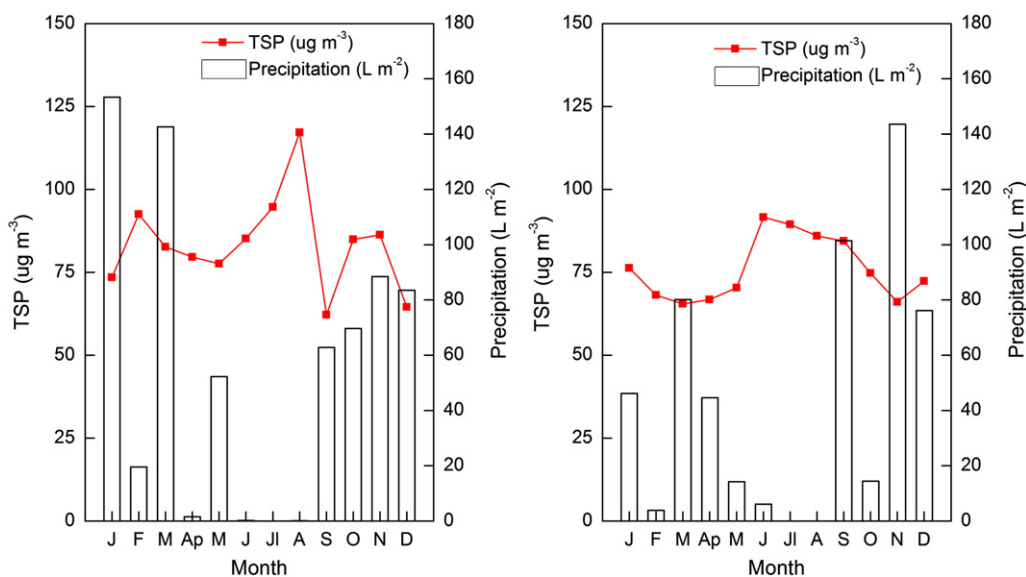 150
125
100
75
50
25
0
TSP (ug m-3)
TSP (ug m-3)
Precipitation (L m-2)
180
160
140
120
100
80
60
40
20
0
Precipitation (L m-2)
J F M Ap M J Jl A S O N D
Month
150
125
100
75
50
25
0
TSP (ug m-3)
TSP (ug m-3)
Precipitation (L m-2)
180
160
140
120
100
80
60
40
20
0
Precipitation (L m-2)
J F M Ap M J Jl A S O N D
Month